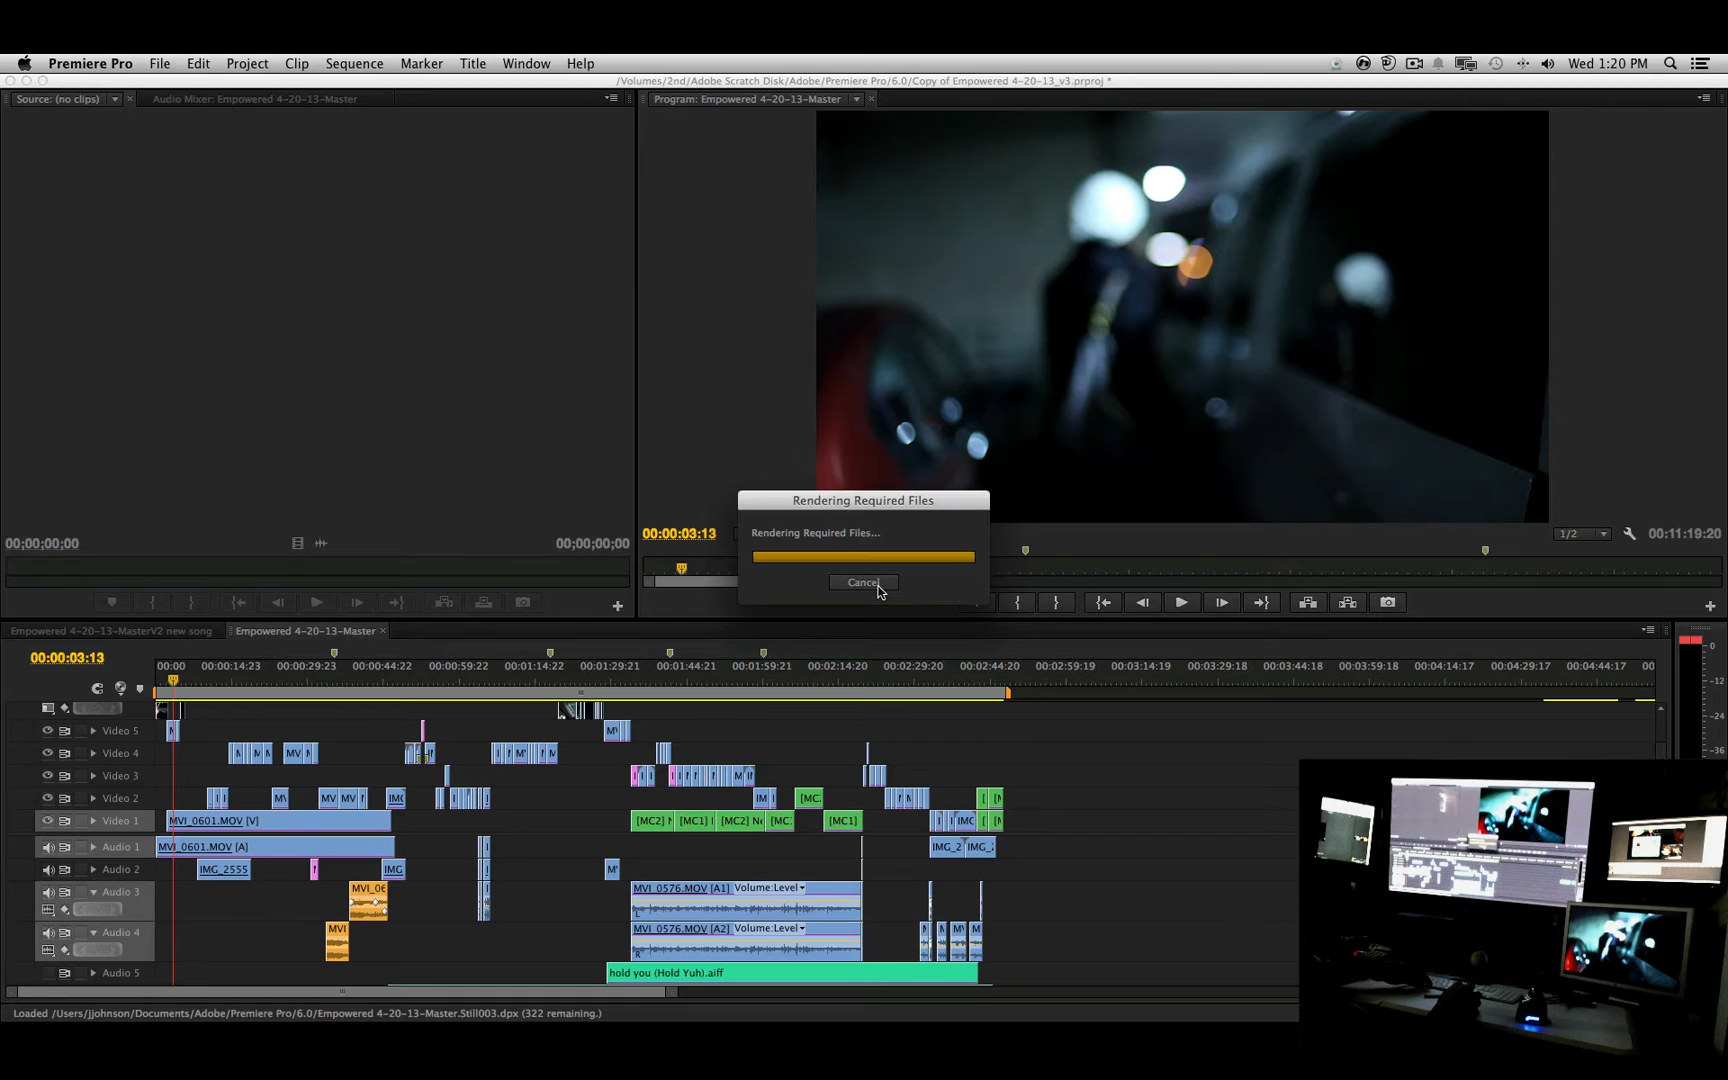 Premiere Pro File Edit Project Clip Sequence Marker Title Window Help Wed 1:20 PM
/Volumes/2nd/Adobe Scratch Disk/Adobe/Premiere Pro/6.0/Copy of Empowered 4-20-13_v3.prproj *
Source: (no clips) Audio Mixer: Empowered 4-20-13-Master Program: Empowered 4-20-13-Master
Rendering Required Files
Rendering Required Files...
Cancel
00;00;00;00 00;00;00;00 00:00:03:13 1/2 00:11:19:20
Empowered 4-20-13-MasterV2 new song Empowered 4-20-13-Master
00:00:03:13
00:00 00:00:14:23 00:00:29:23 00:00:44:22 00:00:59:22 00:01:14:22 00:01:29:21 00:01:44:21 00:01:59:21 00:02:14:20 00:02:29:20 00:02:44:20 00:02:59:19 00:03:14:19 00:03:29:18 00:03:44:18 00:03:59:18 00:04:14:17 00:04:29:17 00:04:44:17 00
0
-12
-24
-36
Video 5
Video 4
Video 3
Video 2 [MC
Video 1 MVI_0601.MOV [V] [MC2] [MC1] [MC2] [MC [MC1] IMC
Audio 1 MVI_0601.MOV [A] IMG_2 IMG_2
Audio 2 IMG_2555 IMG
Audio 3 MVI_06 MVI_0576.MOV [A1] Volume:Level
L
Audio 4 MVI MVI_0576.MOV [A2] Volume:Level
R
Audio 5 hold you (Hold Yuh).aiff
Loaded /Users/jjohnson/Documents/Adobe/Premiere Pro/6.0/Empowered 4-20-13-Master.Still003.dpx (322 remaining.)